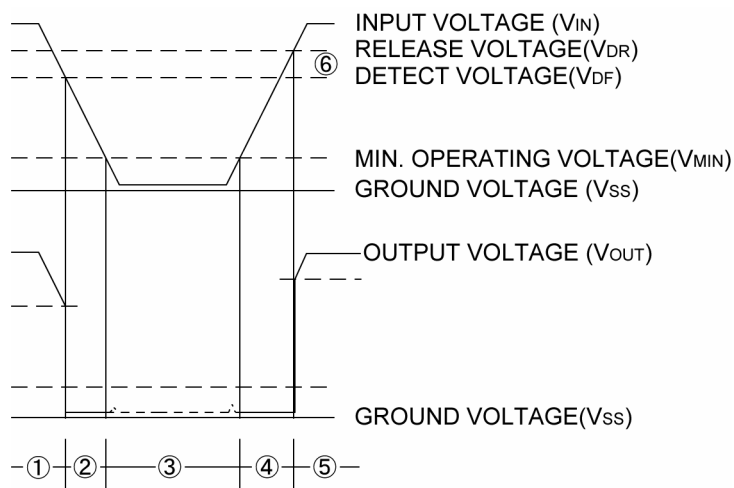 INPUT VOLTAGE (VIN)
RELEASE VOLTAGE(VDR)
⑥
DETECT VOLTAGE(VDF)
MIN. OPERATING VOLTAGE(VMIN)
GROUND VOLTAGE (VSS)
OUTPUT VOLTAGE (VOUT)
GROUND VOLTAGE(VSS)
① ② ③ ④ ⑤